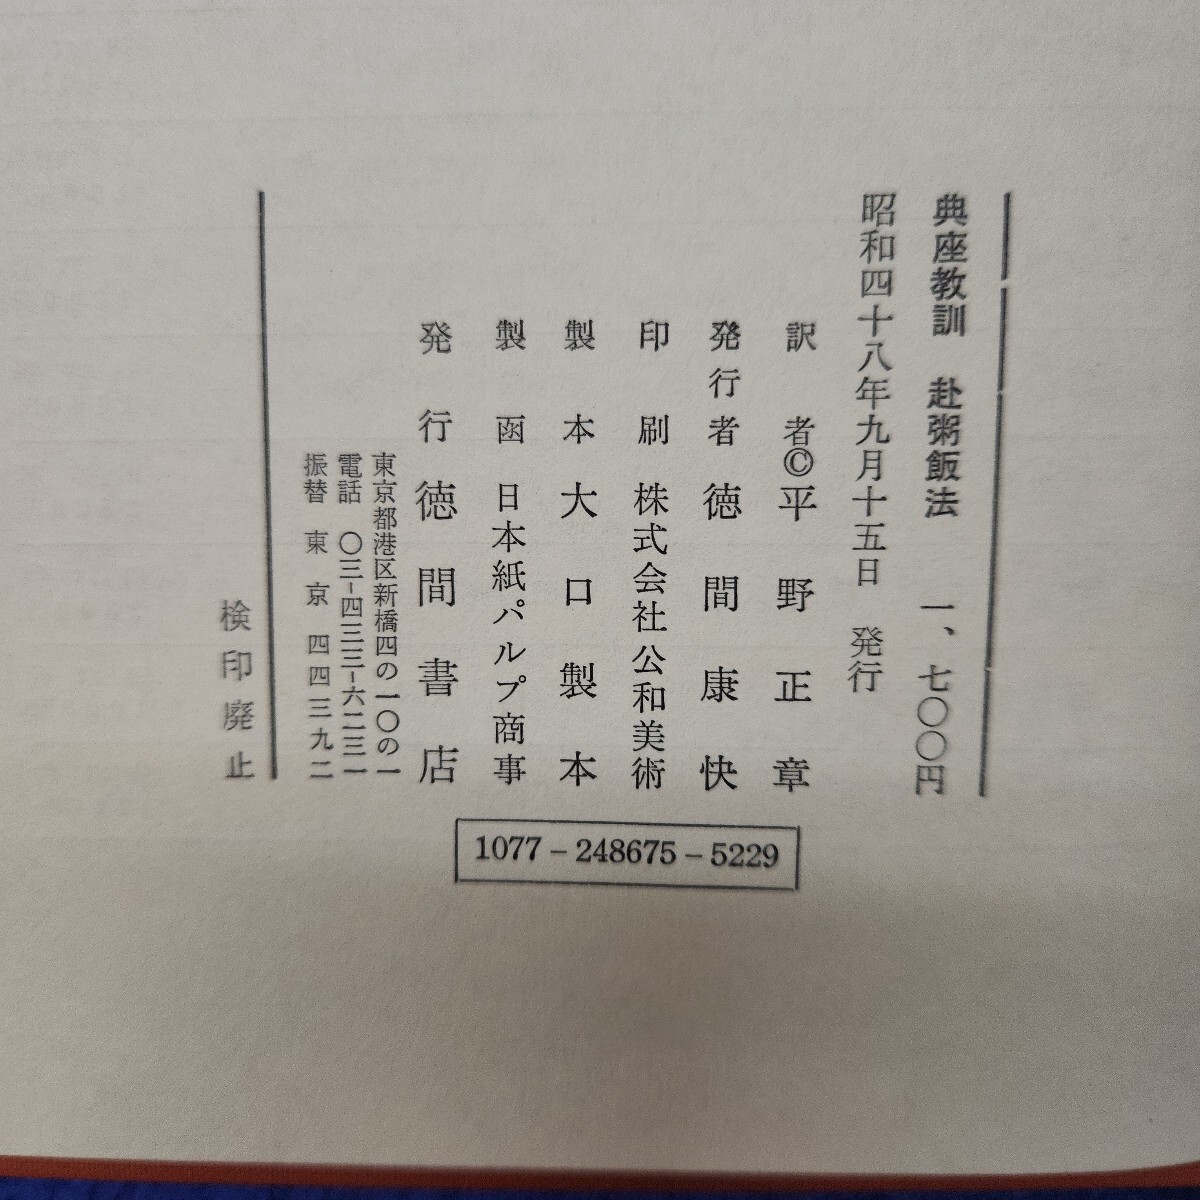 典座教訓　赴粥飯法　一、七〇〇円
昭和四十八年九月十五日　発行
訳者©平野正章
発行者　徳間康快
印刷　株式会社公和美術
製本　大口製本
製函　日本紙パルプ商事
発行　徳間書店
東京都港区新橋四の一〇の一
電話　〇三-四三三-六二三一
振替　東京　四四三九二
検印廃止
1077-248675-5229